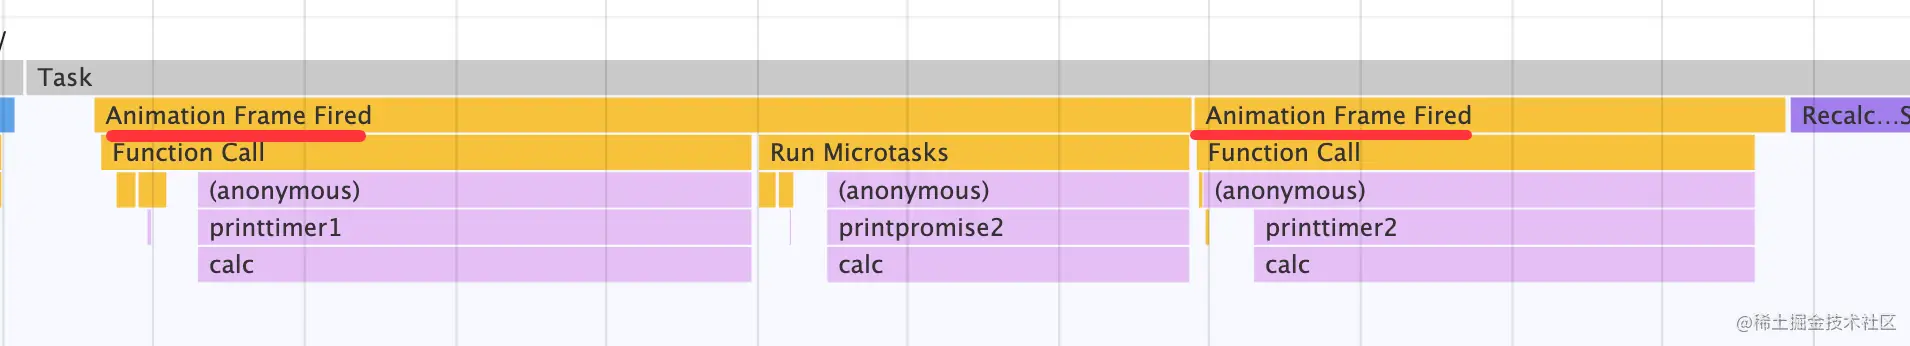 /
Task
Animation Frame Fired Animation Frame Fired Recalc...S
Function Call Run Microtasks Function Call
(anonymous) (anonymous) (anonymous)
printtimer1 printpromise2 printtimer2
calc calc calc
@稀土掘金技术社区